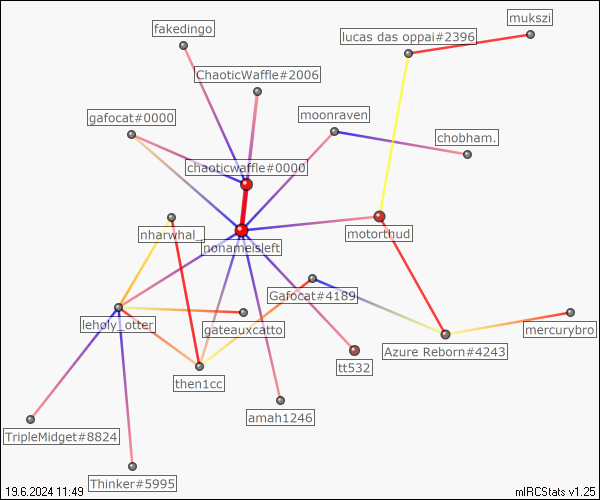 mukszi
fakedingo
lucas das oppai#2396
ChaoticWaffle#2006
gafocat#0000
moonraven
chobham.
chaoticwaffle#0000
nharwhal_
motorthud
nonameisleft
Gafocat#4189
leholy_otter
gateauxcatto
mercurybro
Azure Reborn#4243
tt532
then1cc
amah1246
TripleMidget#8824
Thinker#5995
19.6.2024 11:49
mIRCStats v1.25